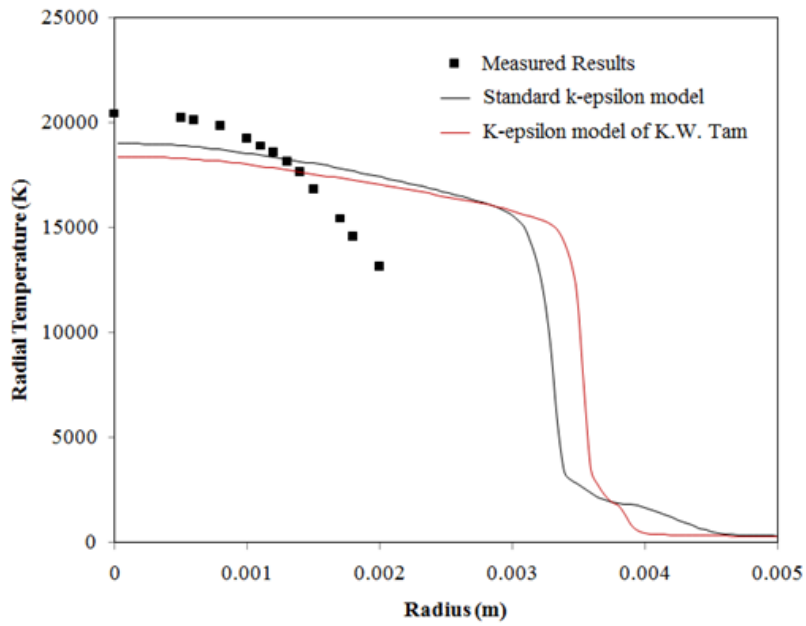 25000
20000
15000
10000
5000
0
Radial Temperature (K)
Measured Results
Standard k-epsilon model
K-epsilon model of K.W. Tam
0 0.001 0.002 0.003 0.004 0.005
Radius (m)